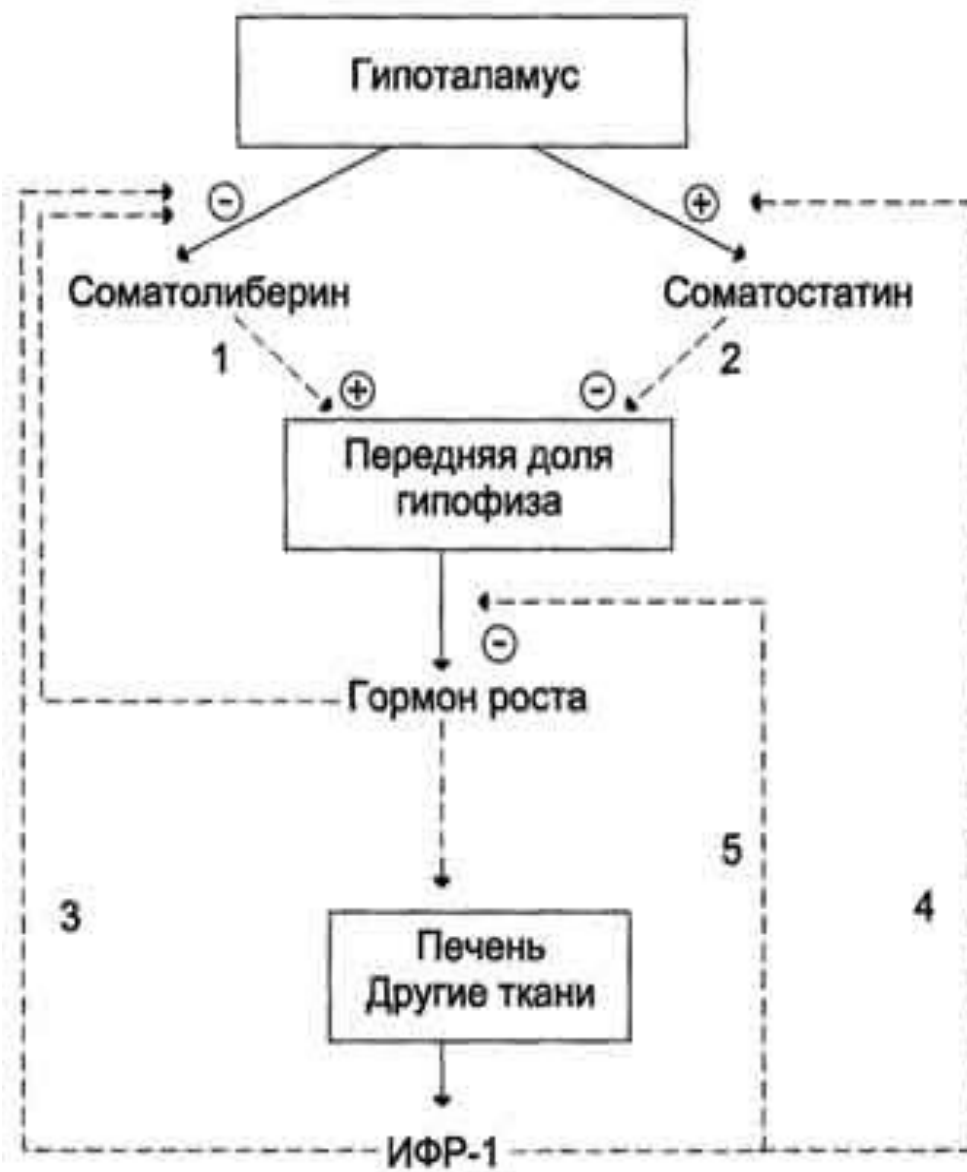 Гипоталамус
-
+
Соматолиберин
Соматостатин
1
2
+
-
Передняя доля
гипофиза
-
Гормон роста
5
3
4
Печень
Другие ткани
ИФР-1